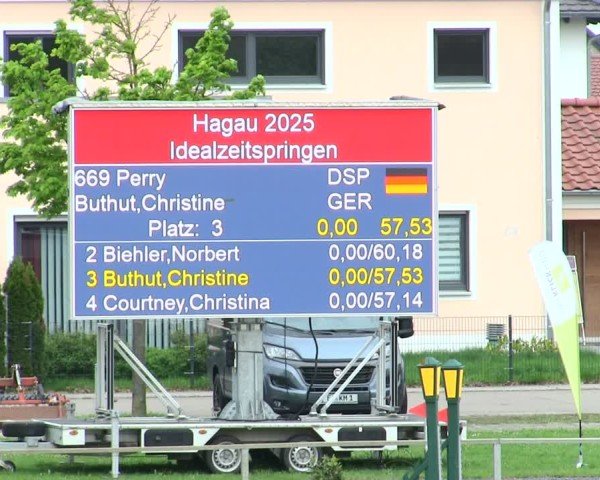 Hagau 2025
Idealzeitspringen
669 Perry DSP
Buthut,Christine GER
Platz: 3 0,00 57,53
2 Biehler,Norbert 0,00/60,18
3 Buthut,Christine 0,00/57,53
4 Courtney,Christina 0,00/57,14